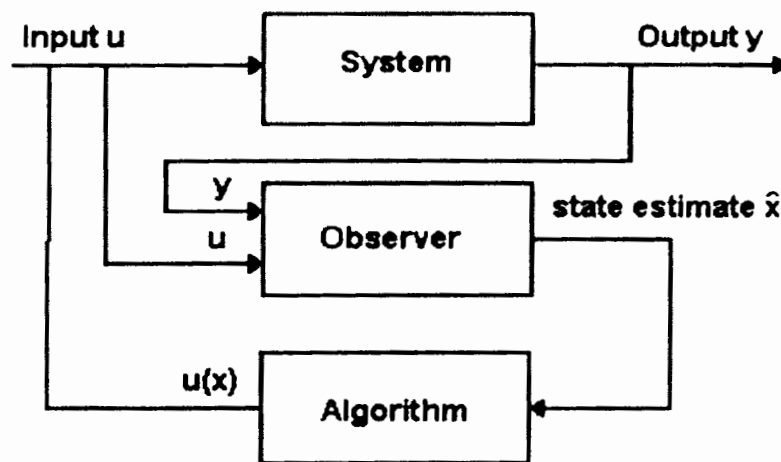 Input u
System
Output y
y
u
Observer
state estimate x̂
u(x)
Algorithm